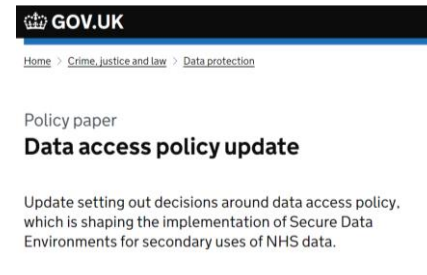 GOV.UK
Home > Crime, justice and law > Data protection
Policy paper
Data access policy update
Update setting out decisions around data access policy,
which is shaping the implementation of Secure Data
Environments for secondary uses of NHS data.